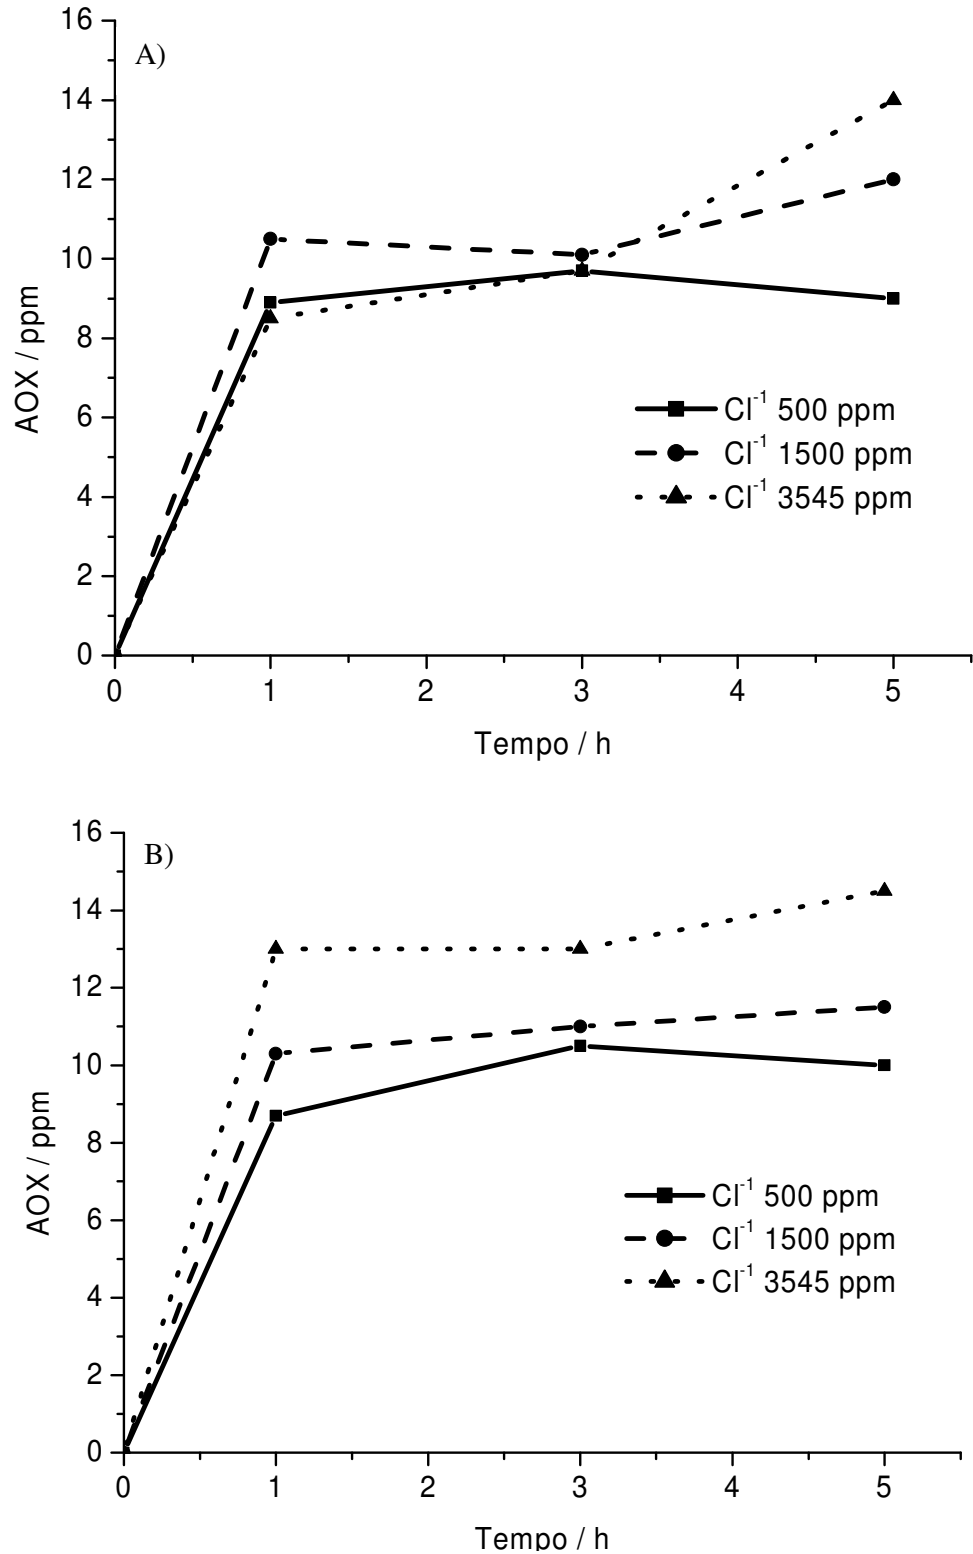 16
A)
14
12
10
8
6
4
2
0
AOX / ppm
Cl⁻¹ 500 ppm
Cl⁻¹ 1500 ppm
Cl⁻¹ 3545 ppm
0 1 2 3 4 5
Tempo / h
16
B)
14
12
10
8
6
4
2
0
AOX / ppm
Cl⁻¹ 500 ppm
Cl⁻¹ 1500 ppm
Cl⁻¹ 3545 ppm
0 1 2 3 4 5
Tempo / h